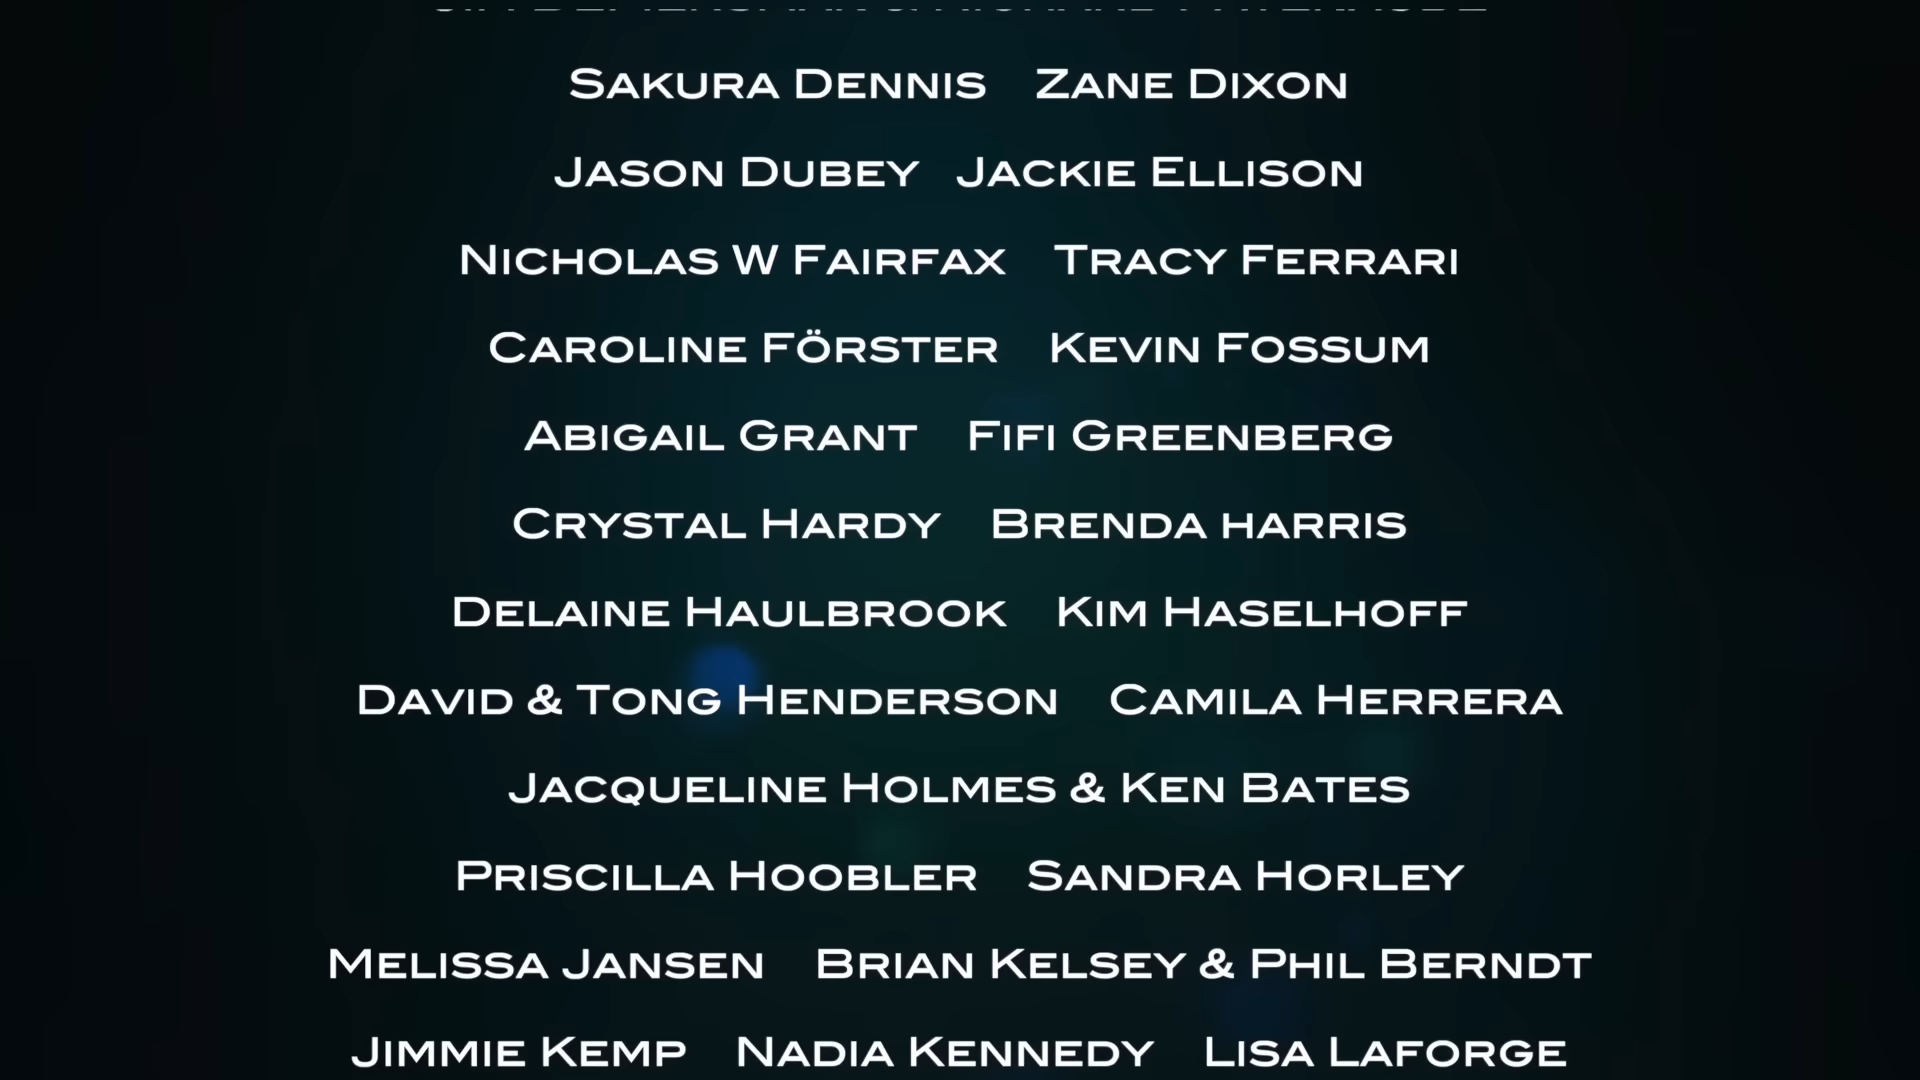 Sakura Dennis Zane Dixon
Jason Dubey Jackie Ellison
Nicholas W Fairfax Tracy Ferrari
Caroline Förster Kevin Fossum
Abigail Grant Fifi Greenberg
Crystal Hardy Brenda harris
Delaine Haulbrook Kim Haselhoff
David & Tong Henderson Camila Herrera
Jacqueline Holmes & Ken Bates
Priscilla Hoobler Sandra Horley
Melissa Jansen Brian Kelsey & Phil Berndt
Jimmie Kemp Nadia Kennedy Lisa Laforge